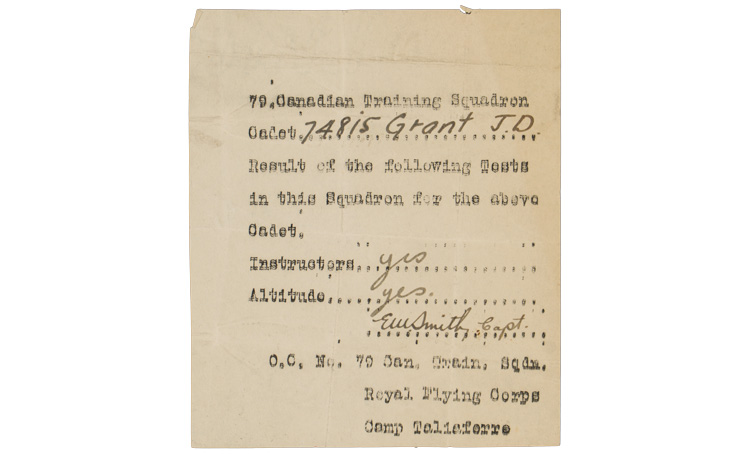 79.Canadian Training Squadron
Cadet. 74815 Grant J.D.
Result of the following Tests
in this Squadron for the above
Cadet.
Instructors. yes
Altitude. yes.
EWSmith, Capt.
O.C. No. 79 Can. Train. Sqdn.
Royal Flying Corps
Camp Taliaferro